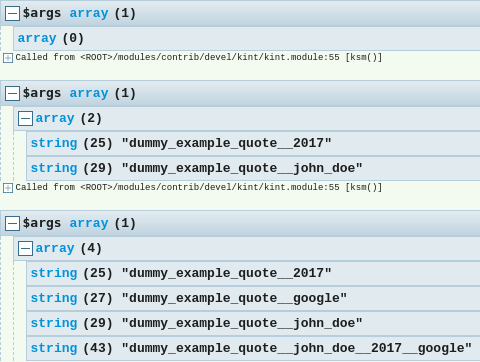 $args array (1)
array (0)
Called from <ROOT>/modules/contrib/devel/kint/kint.module:55 [ksm()]
$args array (1)
array (2)
string (25) "dummy_example_quote__2017"
string (29) "dummy_example_quote__john_doe"
Called from <ROOT>/modules/contrib/devel/kint/kint.module:55 [ksm()]
$args array (1)
array (4)
string (25) "dummy_example_quote__2017"
string (27) "dummy_example_quote__google"
string (29) "dummy_example_quote__john_doe"
string (43) "dummy_example_quote__john_doe__2017__google"